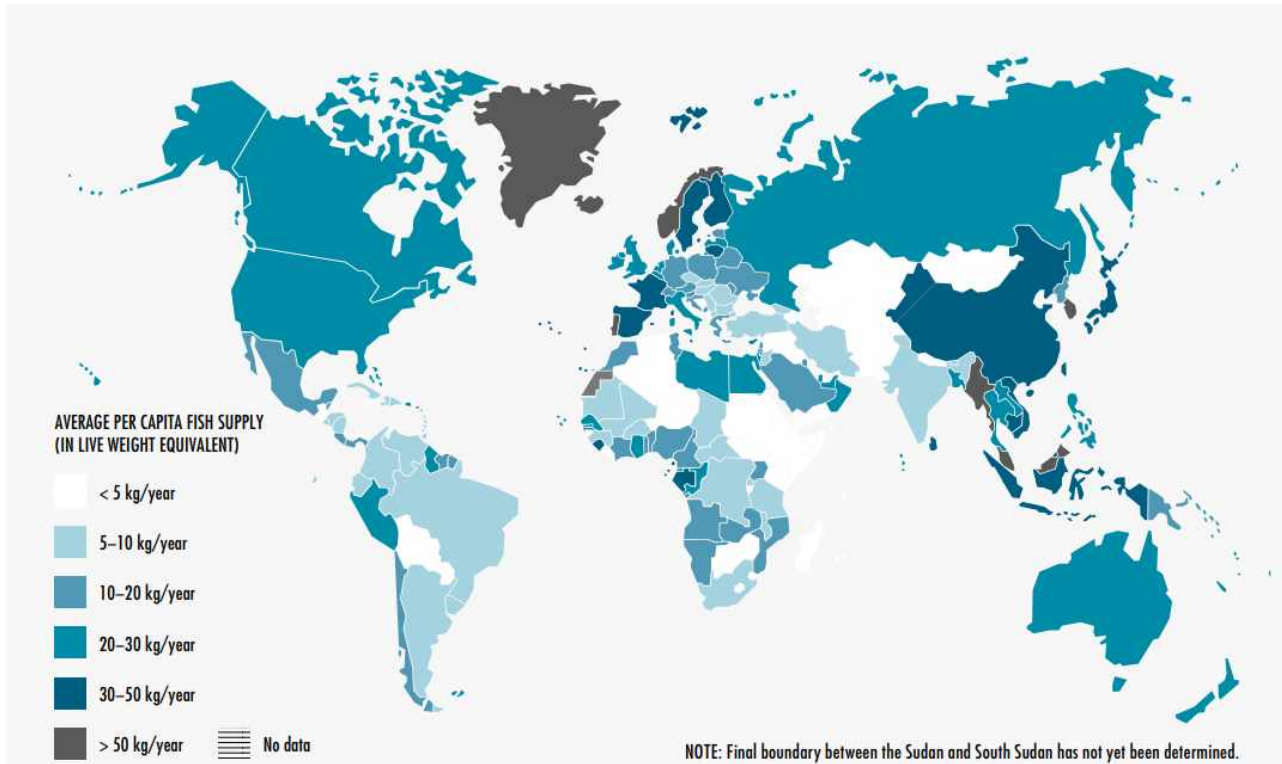 AVERAGE PER CAPITA FISH SUPPLY
(IN LIVE WEIGHT EQUIVALENT)
< 5 kg/year
5–10 kg/year
10–20 kg/year
20–30 kg/year
30–50 kg/year
> 50 kg/year
No data
NOTE: Final boundary between the Sudan and South Sudan has not yet been determined.